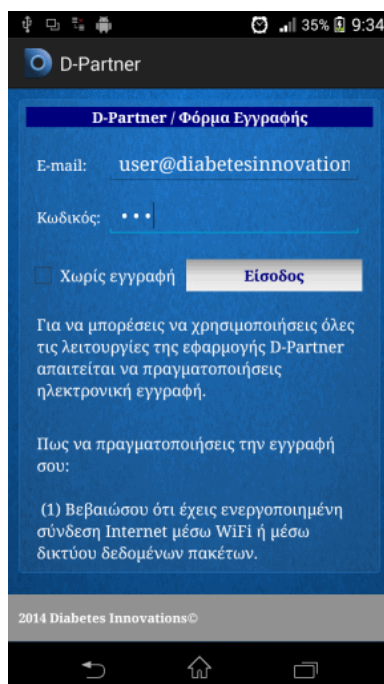 35% 9:34
D-Partner
D-Partner / Φόρμα Εγγραφής
E-mail: user@diabetesinnovation
Κωδικός: •••
Χωρίς εγγραφή Είσοδος
Για να μπορέσεις να χρησιμοποιήσεις όλες
τις λειτουργίες της εφαρμογής D-Partner
απαιτείται να πραγματοποιήσεις
ηλεκτρονική εγγραφή.
Πως να πραγματοποιήσεις την εγγραφή
σου:
(1) Βεβαιώσου ότι έχεις ενεργοποιημένη
σύνδεση Internet μέσω WiFi ή μέσω
δικτύου δεδομένων πακέτων.
2014 Diabetes Innovations©